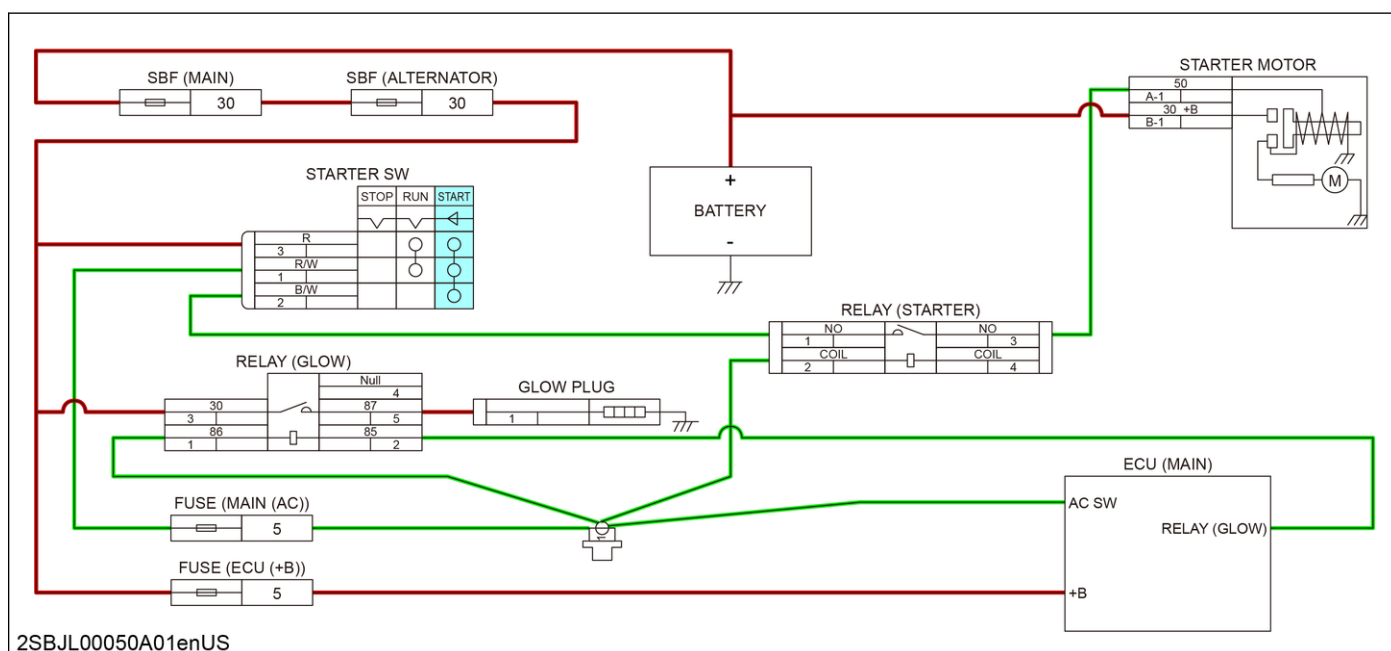 SBF (MAIN)
30
SBF (ALTERNATOR)
30
STARTER MOTOR
50
A-1
30 +B
B-1
M
+
BATTERY
-
STARTER SW
STOP RUN START
R
3
R/W
1
B/W
2
RELAY (STARTER)
NO NO
1 3
COIL COIL
2 4
RELAY (GLOW)
Null
4
30 87
3 5
86 85
1 2
GLOW PLUG
1
ECU (MAIN)
AC SW
RELAY (GLOW)
+B
FUSE (MAIN (AC))
5
1
FUSE (ECU (+B))
5
2SBJL00050A01enUS